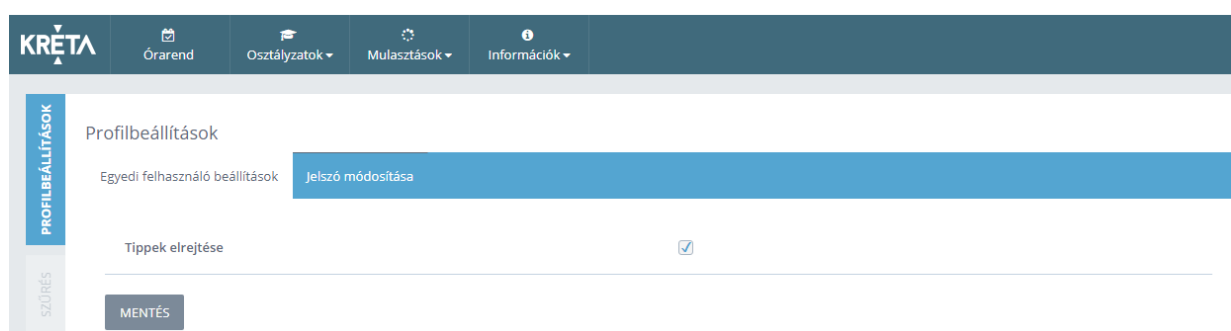 KRÉTA
Órarend
Osztályzatok
Mulasztások
Információk
PROFILBEÁLLÍTÁSOK
SZŰRÉS
Profilbeállítások
Egyedi felhasználó beállítások
Jelszó módosítása
Tippek elrejtése
MENTÉS